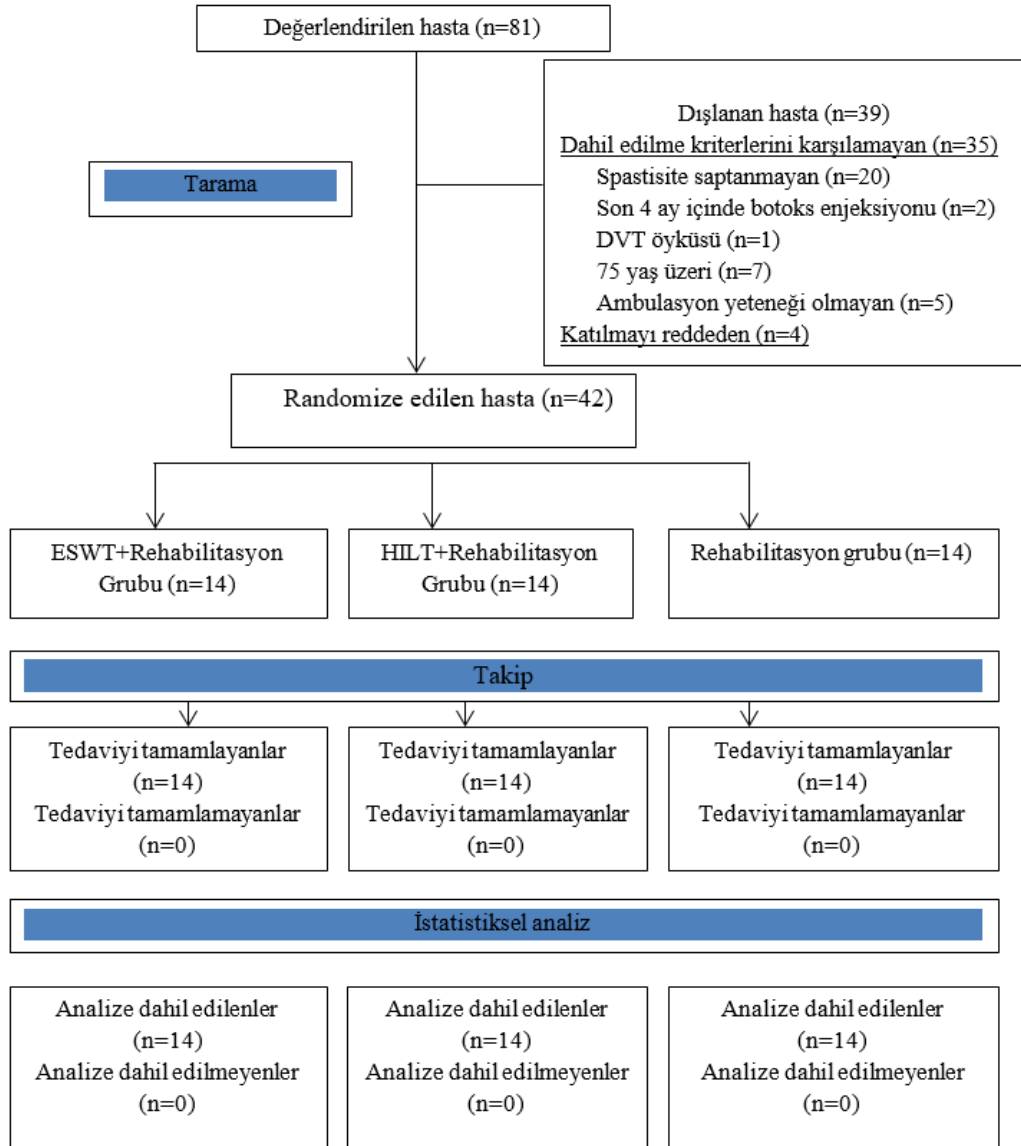 Değerlendirilen hasta (n=81)
Dışlanan hasta (n=39)
Dahil edilme kriterlerini karşılamayan (n=35)
Spastisite saptanmayan (n=20)
Son 4 ay içinde botoks enjeksiyonu (n=2)
DVT öyküsü (n=1)
75 yaş üzeri (n=7)
Ambulasyon yeteneği olmayan (n=5)
Katılmayı reddeden (n=4)
Tarama
Randomize edilen hasta (n=42)
ESWT+Rehabilitasyon
Grubu (n=14)
HILT+Rehabilitasyon
Grubu (n=14)
Rehabilitasyon grubu (n=14)
Takip
Tedaviyi tamamlayanlar
(n=14)
Tedaviyi tamamlamayanlar
(n=0)
Tedaviyi tamamlayanlar
(n=14)
Tedaviyi tamamlamayanlar
(n=0)
Tedaviyi tamamlayanlar
(n=14)
Tedaviyi tamamlamayanlar
(n=0)
İstatistiksel analiz
Analize dahil edilenler
(n=14)
Analize dahil edilmeyenler
(n=0)
Analize dahil edilenler
(n=14)
Analize dahil edilmeyenler
(n=0)
Analize dahil edilenler
(n=14)
Analize dahil edilmeyenler
(n=0)